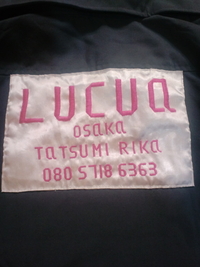 LUCUa
OSaKa
TaTSUMI RIKa
080 5718 6363